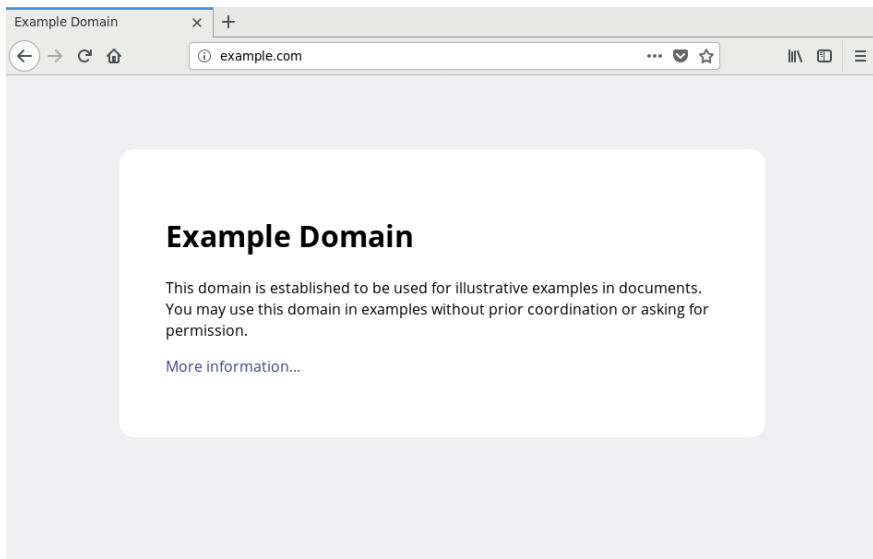 Example Domain
example.com
Example Domain
This domain is established to be used for illustrative examples in documents.
You may use this domain in examples without prior coordination or asking for
permission.
More information...